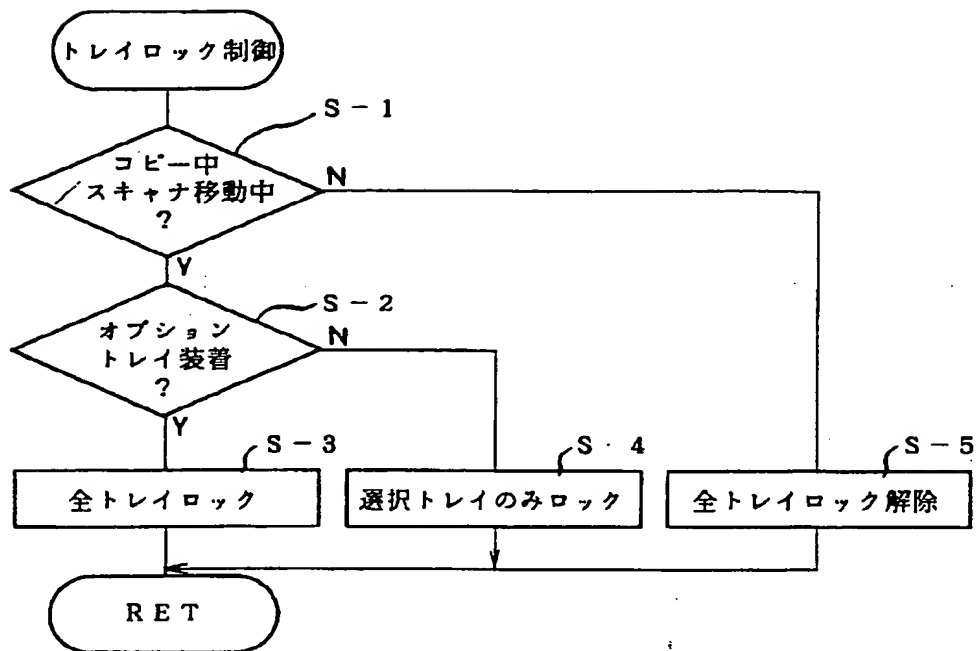 トレイロック制御
S-1
コピー中
/スキャナ移動中
?
N
Y
S-2
オプション
トレイ装着
?
N
Y
S-3
全トレイロック
S・4
選択トレイのみロック
S-5
全トレイロック解除
RET